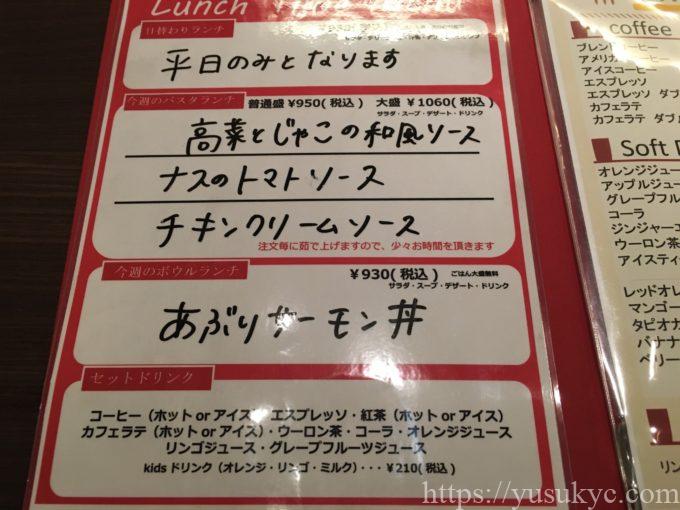 Lunch Time Menu
日替わりランチ
平日のみとなります
今週のパスタランチ 普通盛 ¥950(税込) 大盛 ¥1060(税込)
サラダ・スープ・デザート・ドリンク
高菜とじゃこの和風ソース
ナスのトマトソース
チキンクリームソース
注文毎に茹で上げますので、少々お時間を頂きます
今週のボウルランチ ¥930(税込) ごはん大盛無料
サラダ・スープ・デザート・ドリンク
あぶりサーモン丼
セットドリンク
コーヒー（ホット or アイス）・エスプレッソ・紅茶（ホット or アイス）
カフェラテ（ホット or アイス）・ウーロン茶・コーラ・オレンジジュース
リンゴジュース・グレープフルーツジュース
kids ドリンク（オレンジ・リンゴ・ミルク）・・・¥210(税込)
coffee
ブレンドコーヒー
アメリカ
アイスコーヒー
エスプレッソ
エスプレッソ ダブ
カフェラテ
カフェラテ ダブ
Soft
オレンジジュー
アップルジュー
グレープフル
コーラ
ジンジャーエ
ウーロン茶
アイスティ
レッドオレ
マンゴー
タピオカ
バナナ
ベリー
リン
https://yusukyc.com